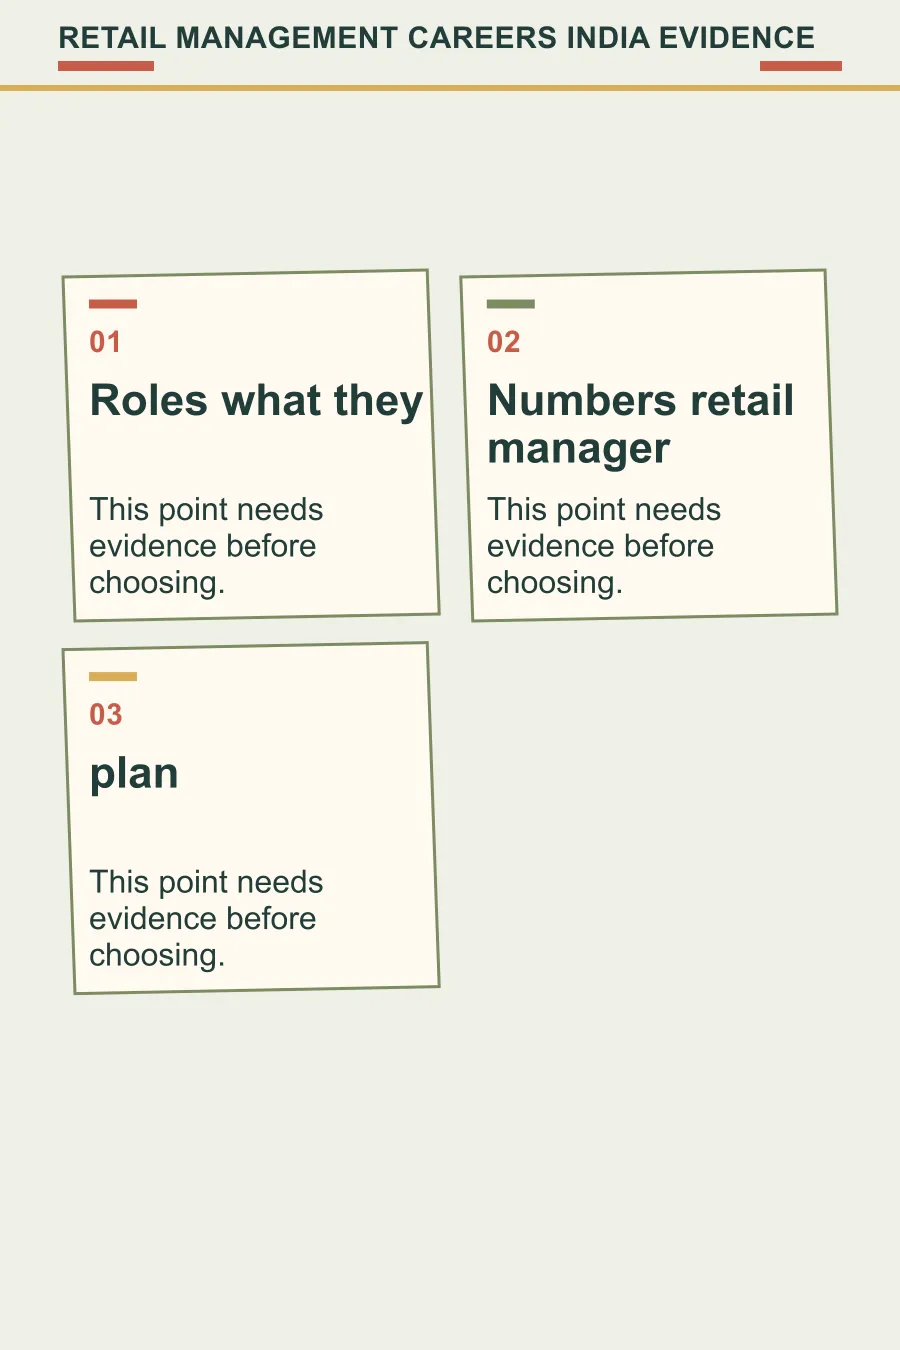 RETAIL MANAGEMENT CAREERS INDIA EVIDENCE
01
Roles what they
This point needs
evidence before
choosing.
02
Numbers retail
manager
This point needs
evidence before
choosing.
03
plan
This point needs
evidence before
choosing.